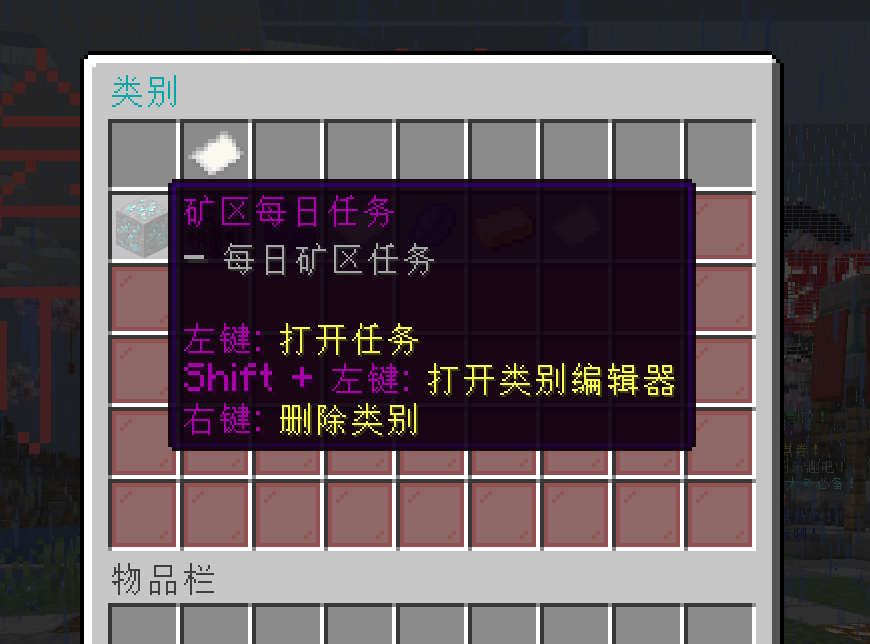 类别
矿区每日任务
- 每日矿区任务
左键: 打开任务
Shift + 左键: 打开类别编辑器
右键: 删除类别
物品栏